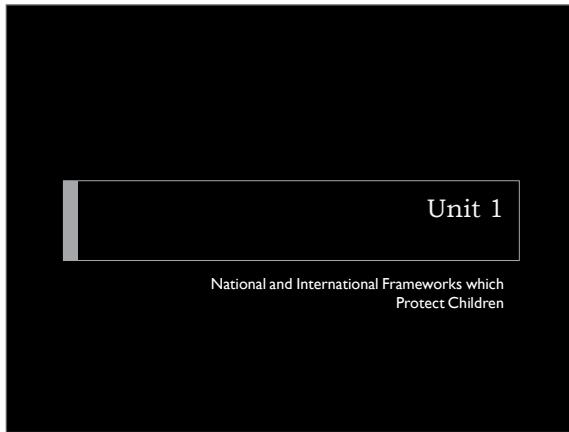 Unit 1
National and International Frameworks which
Protect Children